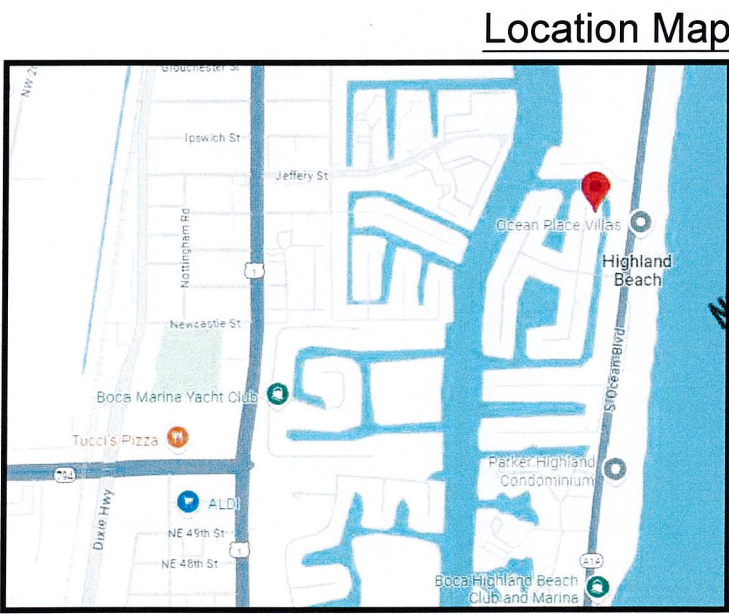 Location Map
NW 2
Gloucester St
Ipswich St
Jeffery St
Nottingham Rd
Ocean Place Villas
Highland
Beach
1
Newcastle St
S Ocean Blvd
Boca Marina Yacht Club
Tucci's Pizza
794
Parker Highland
Condominium
ALDI
Dixie Hwy
NE 49th St
1
NE 48th St
A1A
Boca Highland Beach
Club and Marina